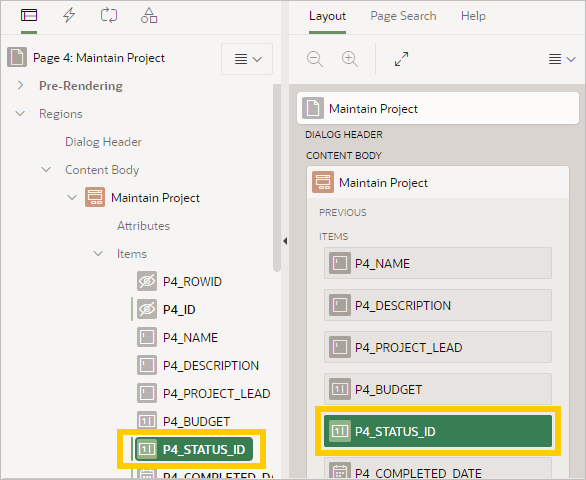 Page 4: Maintain Project
Pre-Rendering
Regions
Dialog Header
Content Body
Maintain Project
Attributes
Items
P4_ROWID
P4_ID
P4_NAME
P4_DESCRIPTION
P4_PROJECT_LEAD
P4_BUDGET
P4_STATUS_ID
P4_COMPLETED_DA
Layout
Page Search
Help
Maintain Project
DIALOG HEADER
CONTENT BODY
Maintain Project
PREVIOUS
ITEMS
P4_NAME
P4_DESCRIPTION
P4_PROJECT_LEAD
P4_BUDGET
P4_STATUS_ID
P4_COMPLETED_DATE